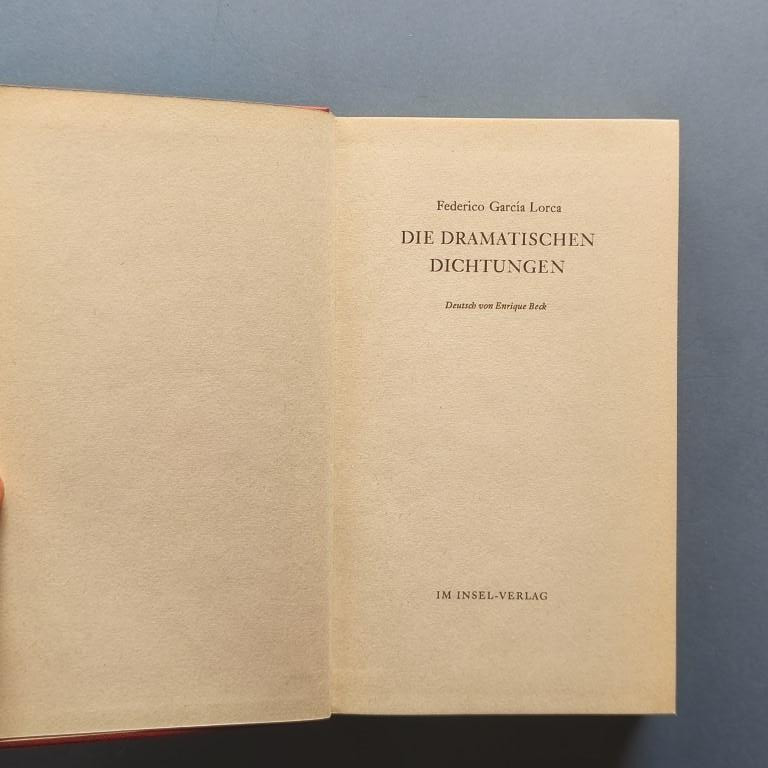 Federico García Lorca
DIE DRAMATISCHEN
DICHTUNGEN
Deutsch von Enrique Beck
IM INSEL-VERLAG